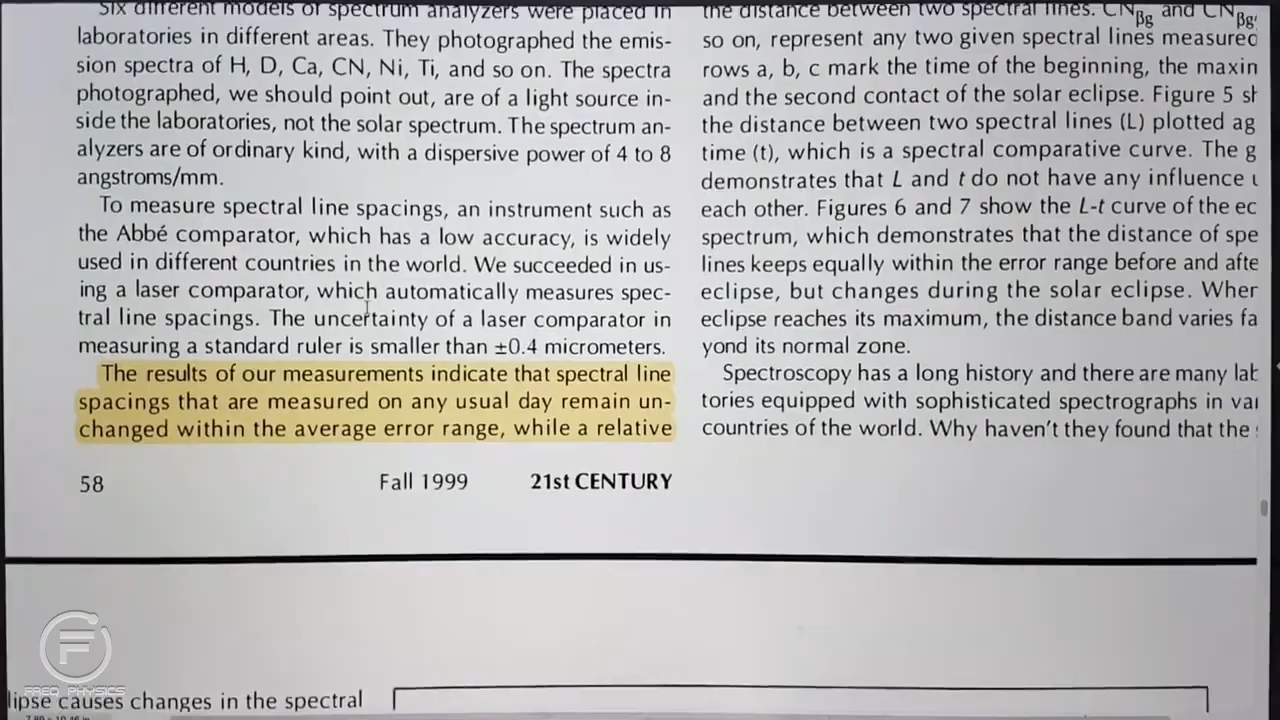 Six different models of spectrum analyzers were placed in
laboratories in different areas. They photographed the emis-
sion spectra of H, D, Ca, CN, Ni, Ti, and so on. The spectra
photographed, we should point out, are of a light source in-
side the laboratories, not the solar spectrum. The spectrum an-
alyzers are of ordinary kind, with a dispersive power of 4 to 8
angstroms/mm.
To measure spectral line spacings, an instrument such as
the Abbé comparator, which has a low accuracy, is widely
used in different countries in the world. We succeeded in us-
ing a laser comparator, which automatically measures spec-
tral line spacings. The uncertainty of a laser comparator in
measuring a standard ruler is smaller than ±0.4 micrometers.
The results of our measurements indicate that spectral line
spacings that are measured on any usual day remain un-
changed within the average error range, while a relative
the distance between two spectral lines. CNβg and CNβg,
so on, represent any two given spectral lines measured
rows a, b, c mark the time of the beginning, the maxin
and the second contact of the solar eclipse. Figure 5 sh
the distance between two spectral lines (L) plotted ag
time (t), which is a spectral comparative curve. The g
demonstrates that L and t do not have any influence
each other. Figures 6 and 7 show the L-t curve of the ec
spectrum, which demonstrates that the distance of spe
lines keeps equally within the error range before and afte
eclipse, but changes during the solar eclipse. Wher
eclipse reaches its maximum, the distance band varies fa
yond its normal zone.
Spectroscopy has a long history and there are many lab
tories equipped with sophisticated spectrographs in var
countries of the world. Why haven't they found that the
58 Fall 1999 21st CENTURY
FREQ PHYSICS
lipse causes changes in the spectral